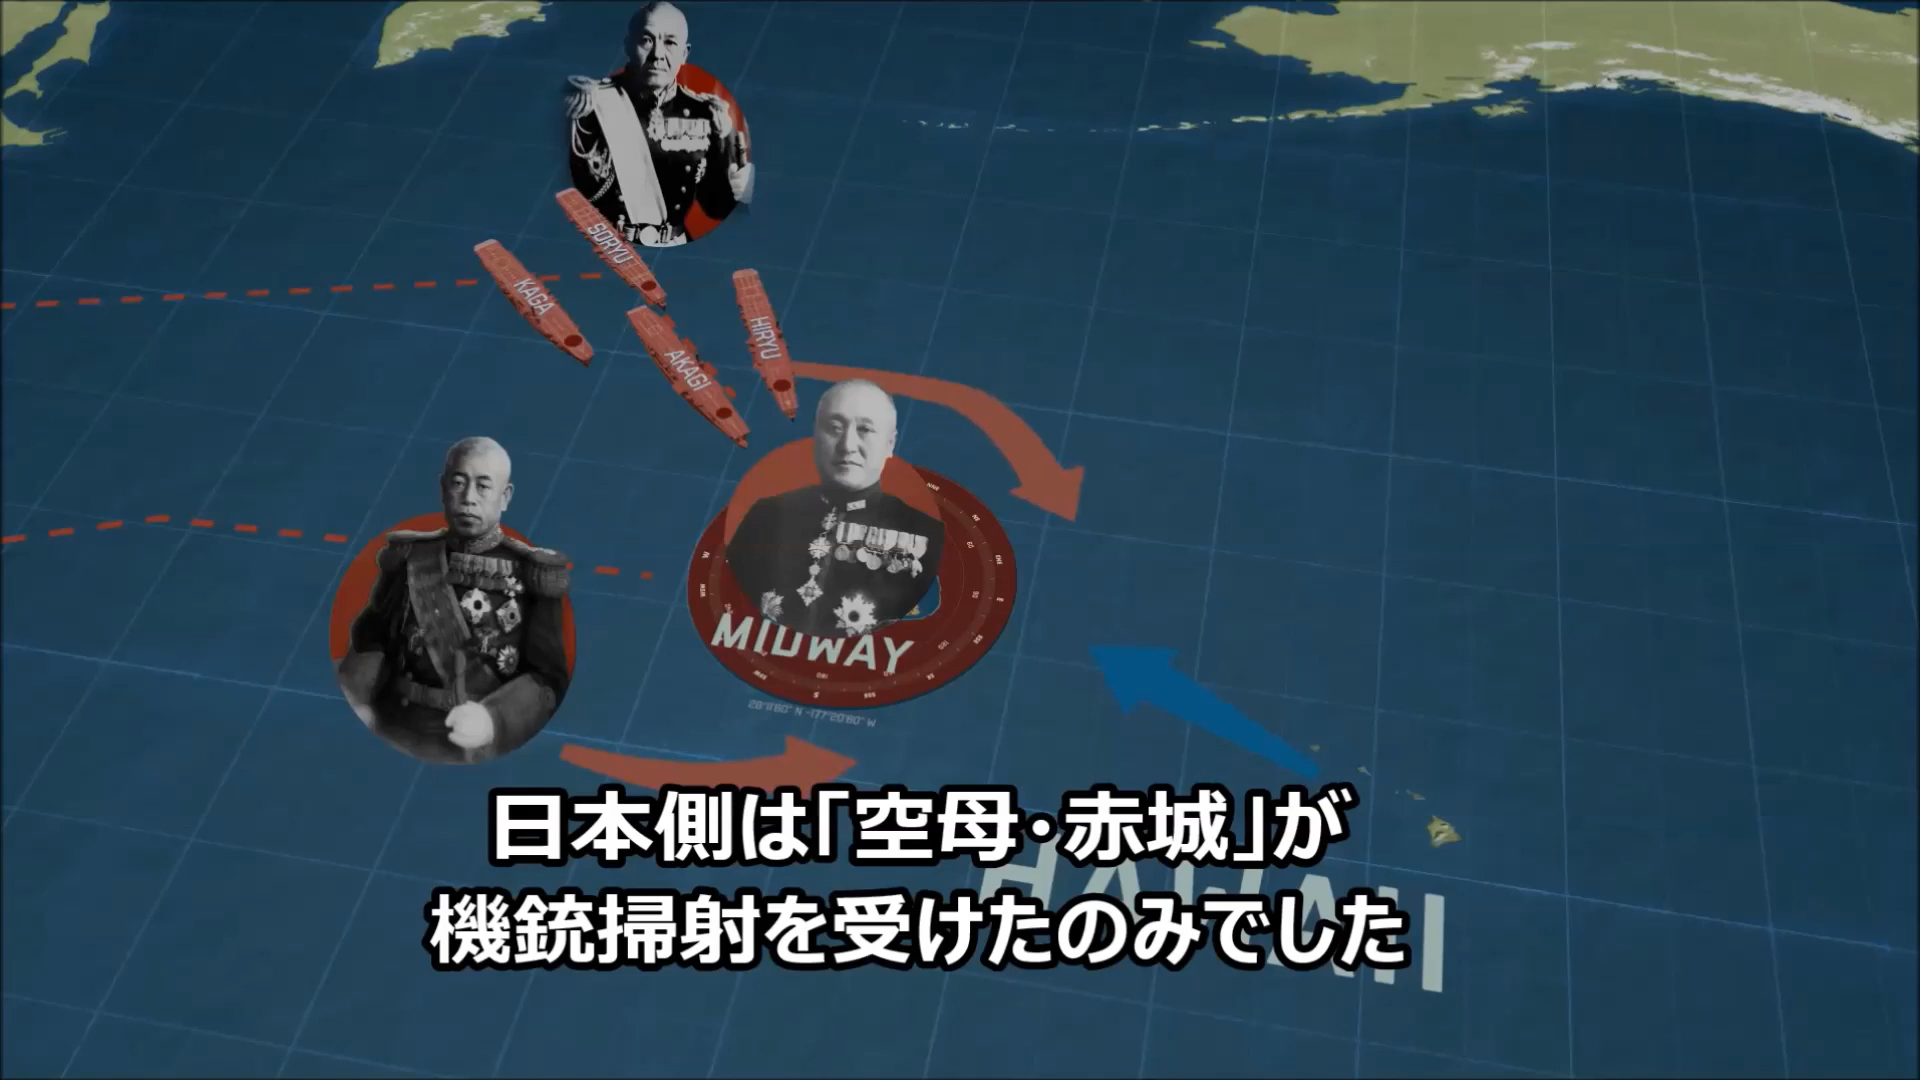 SORYU
KAGA
HIRYU
AKAGI
MIDWAY
日本側は「空母・赤城」が
HAWAII
機銃掃射を受けたのみでした